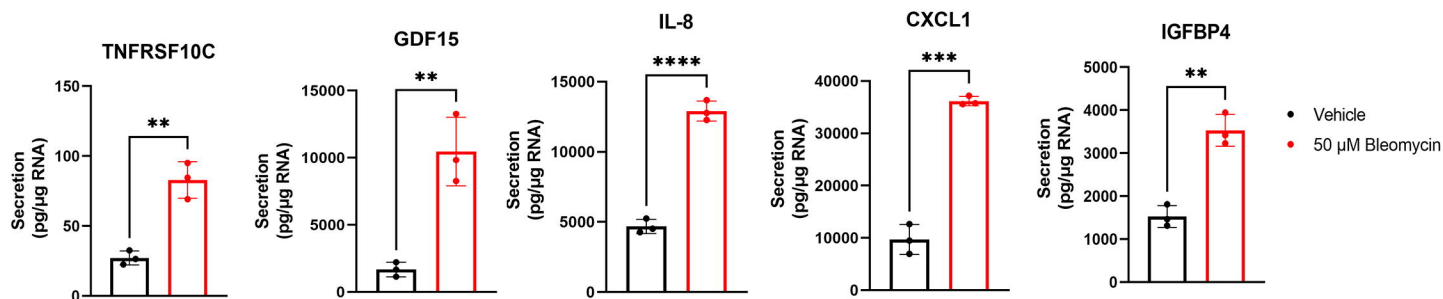 TNFRSF10C
Secretion
(pg/µg RNA)
150
100
50
0
**
GDF15
Secretion
(pg/µg RNA)
15000
10000
5000
0
**
IL-8
Secretion
(pg/µg RNA)
15000
10000
5000
0
****
CXCL1
Secretion
(pg/µg RNA)
40000
30000
20000
10000
0
***
IGFBP4
Secretion
(pg/µg RNA)
5000
4000
3000
2000
1000
0
**
Vehicle
50 µM Bleomycin